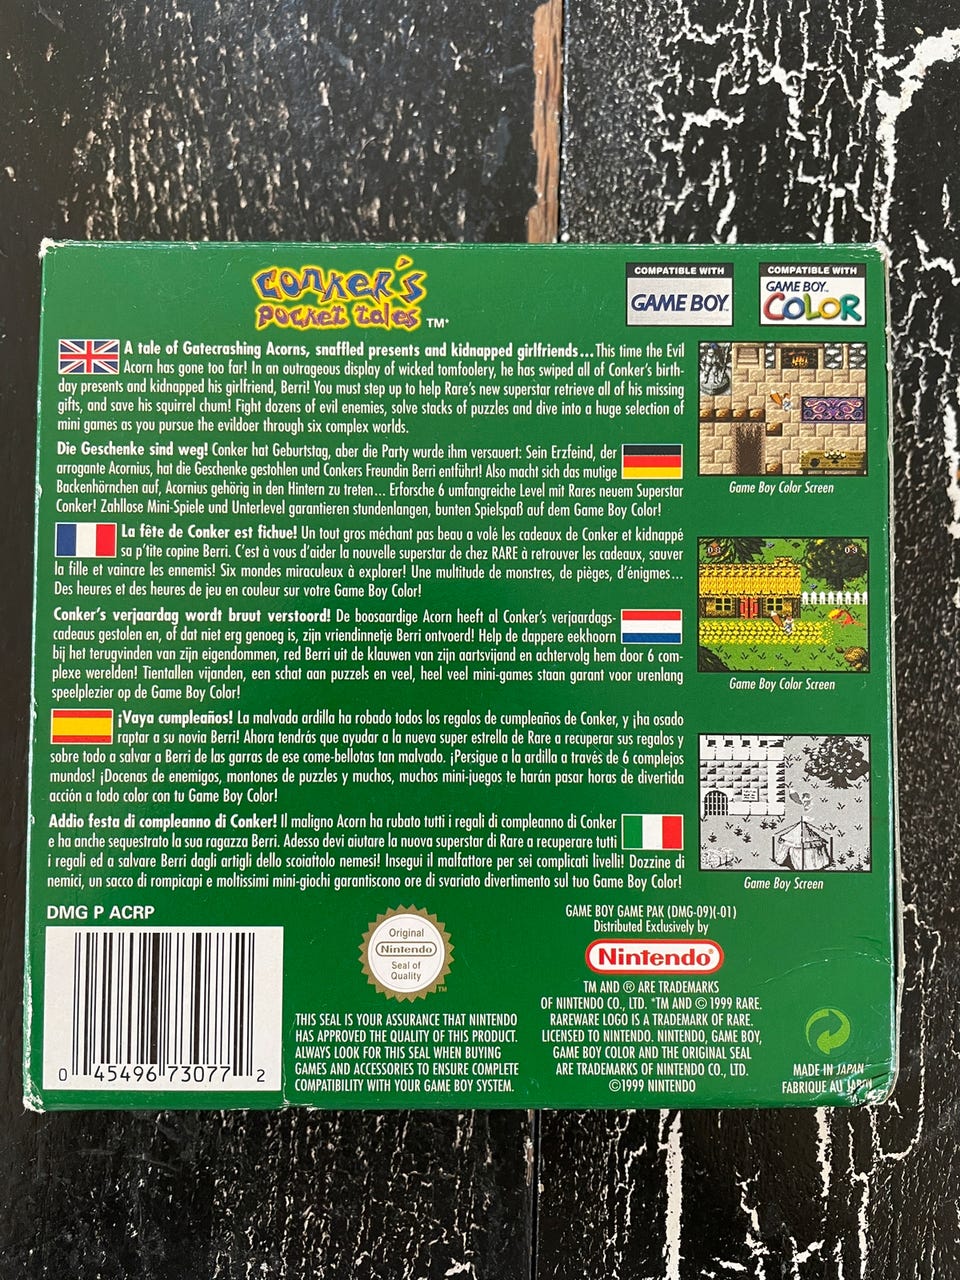 CONKER'S
POCKET TALES TM*
COMPATIBLE WITH
GAME BOY™
COMPATIBLE WITH
GAME BOY™
COLOR
A tale of Gatecrashing Acorns, snaffled presents and kidnapped girlfriends...This time the Evil
Acorn has gone too far! In an outrageous display of wicked tomfoolery, he has swiped all of Conker's birth-
day presents and kidnapped his girlfriend, Berri! You must step up to help Rare's new superstar retrieve all of his missing
gifts, and save his squirrel chum! Fight dozens of evil enemies, solve stacks of puzzles and dive into a huge selection of
mini games as you pursue the evildoer through six complex worlds.
Die Geschenke sind weg! Conker hat Geburtstag, aber die Party wurde ihm versauert: Sein Erzfeind, der
arrogante Acornius, hat die Geschenke gestohlen und Conkers Freundin Berri entführt! Also macht sich das mutige
Backenhörnchen auf, Acornius gehörig in den Hintern zu treten... Erforsche 6 umfangreiche Level mit Rares neuem Superstar
Conker! Zahllose Mini-Spiele und Unterlevel garantieren stundenlangen, bunten Spielspaß auf dem Game Boy Color!
La fête de Conker est fichue! Un tout gros méchant pas beau a volé les cadeaux de Conker et kidnappé
sa p'tite copine Berri. C'est à vous d'aider la nouvelle superstar de chez RARE à retrouver les cadeaux, sauver
la fille et vaincre les ennemis! Six mondes miraculeux à explorer! Une multitude de monstres, de pièges, d'énigmes...
Des heures et des heures de jeu en couleur sur votre Game Boy Color!
Conker's verjaardag wordt bruut verstoord! De boosaardige Acorn heeft al Conker's verjaardags-
cadeaus gestolen en, of dat niet erg genoeg is, zijn vriendinnetje Berri ontvoerd! Help de dappere eekhoorn
bij het terugvinden van zijn eigendommen, red Berri uit de klauwen van zijn aartsvijand en achtervolg hem door 6 com-
plexe werelden! Tientallen vijanden, een schat aan puzzels en veel, heel veel mini-games staan garant voor urenlang
speelplezier op de Game Boy Color!
¡Vaya cumpleaños! La malvada ardilla ha robado todos los regalos de cumpleaños de Conker, y ¡ha osado
raptar a su novia Berri! Ahora tendrás que ayudar a la nueva super estrella de Rare a recuperar sus regalos y
sobre todo a salvar a Berri de las garras de ese come-bellotas tan malvado. ¡Persigue a la ardilla a través de 6 complejos
mundos! ¡Docenas de enemigos, montones de puzzles y muchos, muchos mini-juegos te harán pasar horas de divertida
acción a todo color con tu Game Boy Color!
Addio festa di compleanno di Conker! Il maligno Acorn ha rubato tutti i regali di compleanno di Conker
e ha anche sequestrato la sua ragazza Berri. Adesso devi aiutare la nuova superstar di Rare a recuperare tutti
i regali ed a salvare Berri dagli artigli dello scoiattolo nemesi! Insegui il malfattore per sei complicati livelli! Dozzine di
nemici, un sacco di rompicapi e moltissimi mini-giochi garantiscono ore di svariato divertimento sul tuo Game Boy Color!
Game Boy Color Screen
Game Boy Color Screen
Game Boy Screen
DMG P ACRP
0 45496 73077 2
Original
Nintendo
Seal of
Quality
TM
THIS SEAL IS YOUR ASSURANCE THAT NINTENDO
HAS APPROVED THE QUALITY OF THIS PRODUCT.
ALWAYS LOOK FOR THIS SEAL WHEN BUYING
GAMES AND ACCESSORIES TO ENSURE COMPLETE
COMPATIBILITY WITH YOUR GAME BOY SYSTEM.
GAME BOY GAME PAK (DMG-09)(-01)
Distributed Exclusively by
Nintendo®
TM AND ® ARE TRADEMARKS
OF NINTENDO CO., LTD. *TM AND © 1999 RARE.
RAREWARE LOGO IS A TRADEMARK OF RARE.
LICENSED TO NINTENDO. NINTENDO, GAME BOY,
GAME BOY COLOR AND THE ORIGINAL SEAL
ARE TRADEMARKS OF NINTENDO CO., LTD.
©1999 NINTENDO
MADE IN JAPAN
FABRIQUE AU JAPON